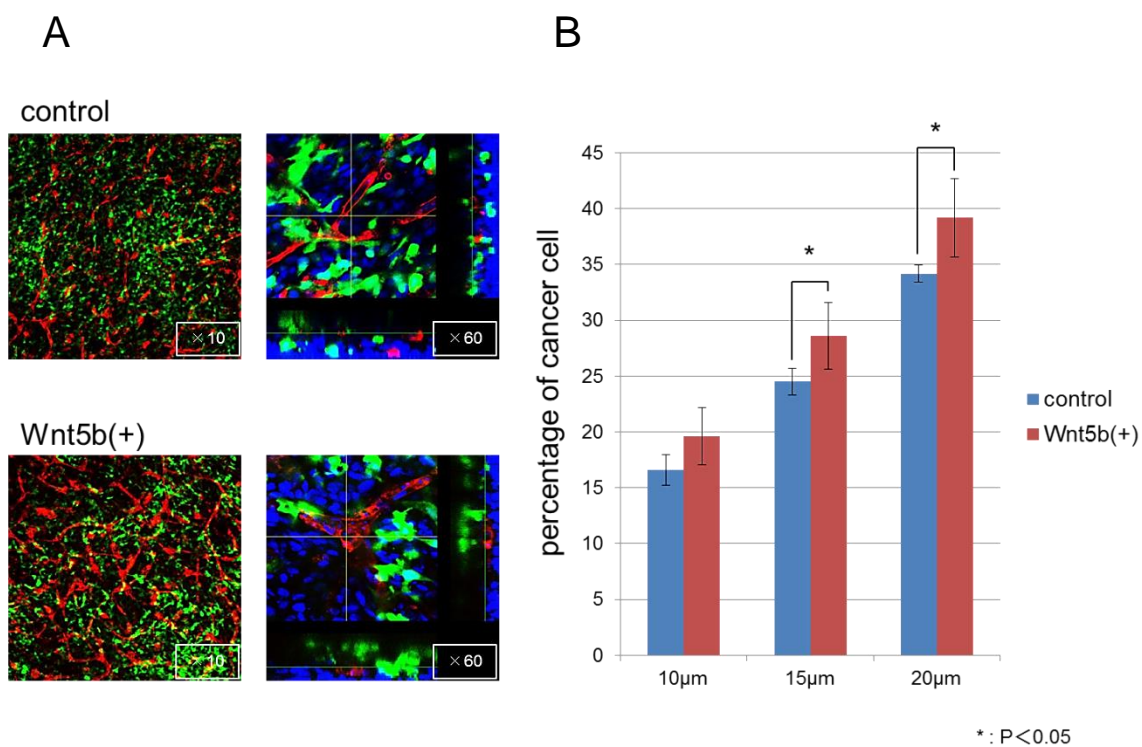 A
B
control
× 10
× 60
Wnt5b(+)
× 10
× 60
percentage of cancer cell
45
40
35
30
25
20
15
10
5
0
*
*
10μm
15μm
20μm
control
Wnt5b(+)
* : P＜0.05